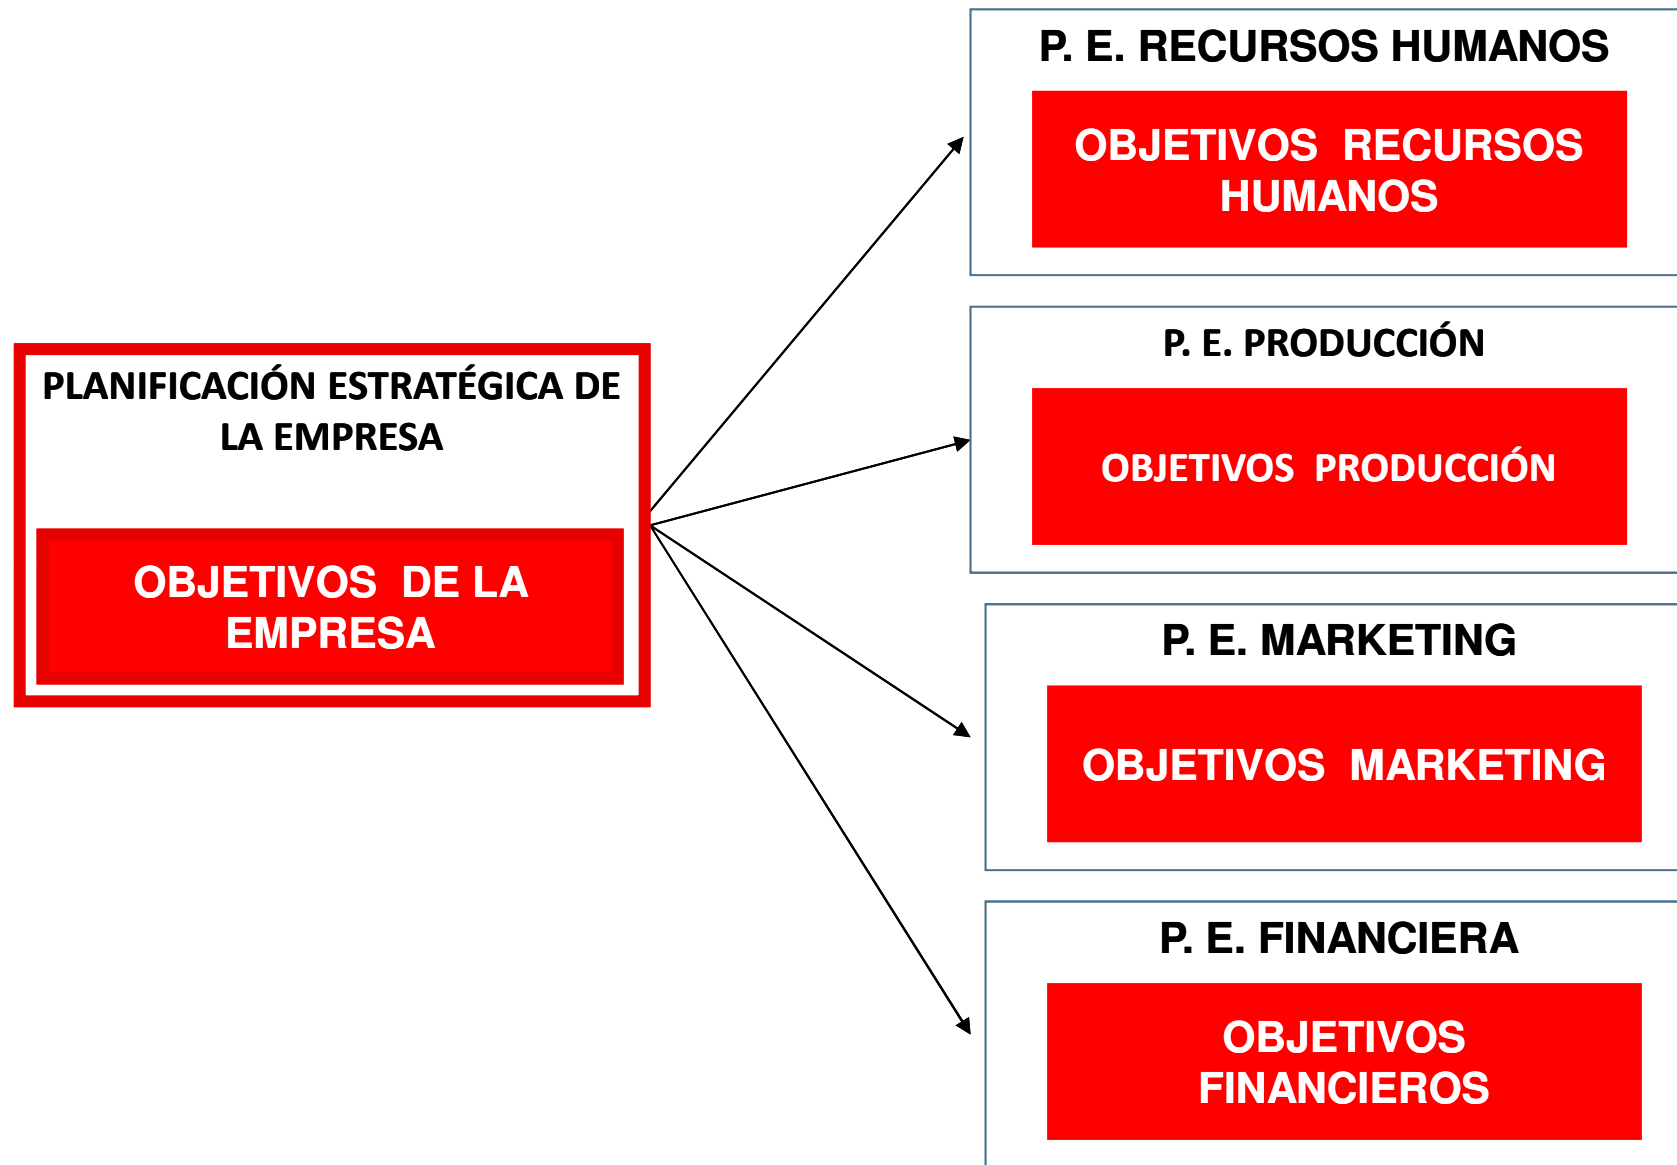 PLANIFICACIÓN ESTRATÉGICA DE
LA EMPRESA
OBJETIVOS DE LA
EMPRESA
P. E. RECURSOS HUMANOS
OBJETIVOS RECURSOS
HUMANOS
P. E. PRODUCCIÓN
OBJETIVOS PRODUCCIÓN
P. E. MARKETING
OBJETIVOS MARKETING
P. E. FINANCIERA
OBJETIVOS
FINANCIEROS